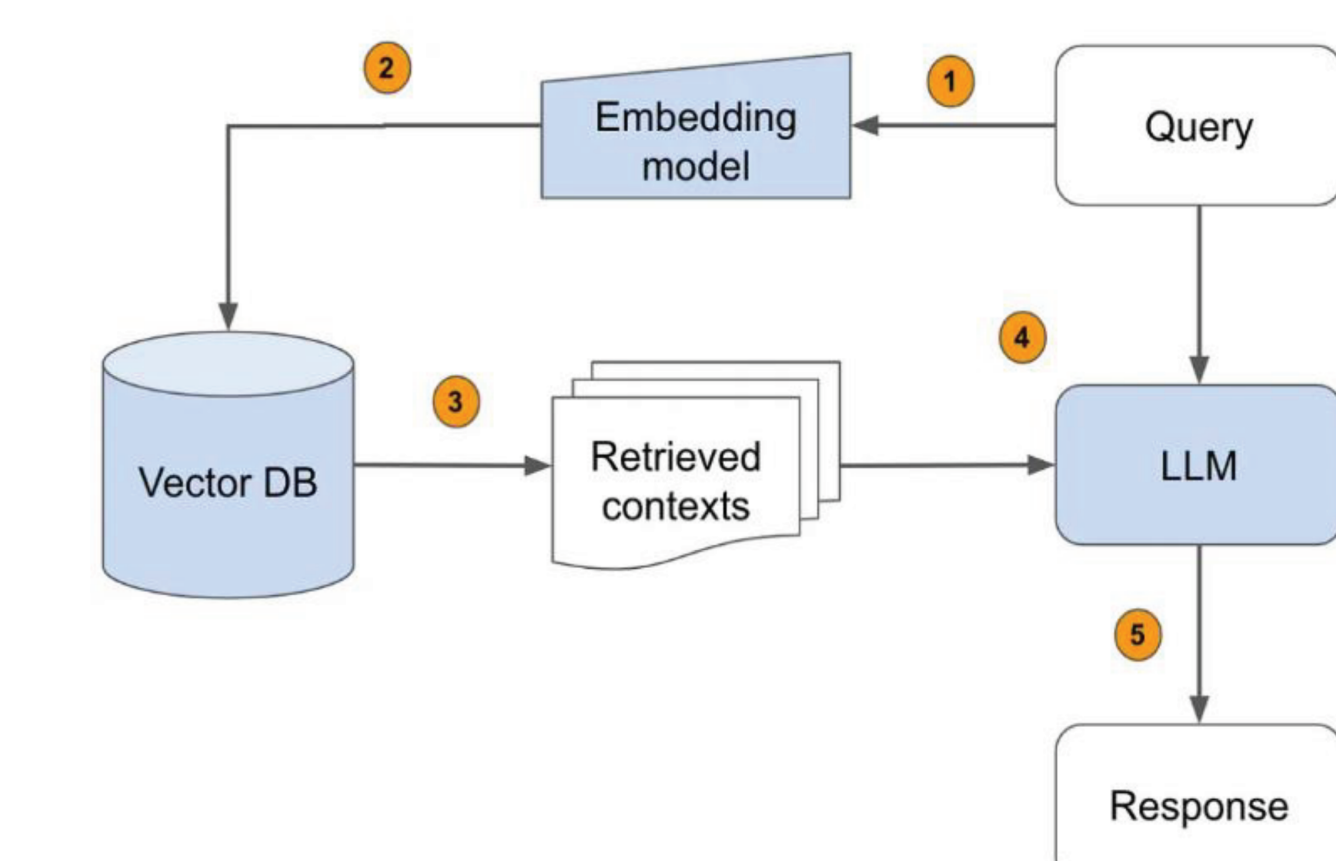 2
1
Embedding
model
Query
4
3
Vector DB
Retrieved
contexts
LLM
5
Response